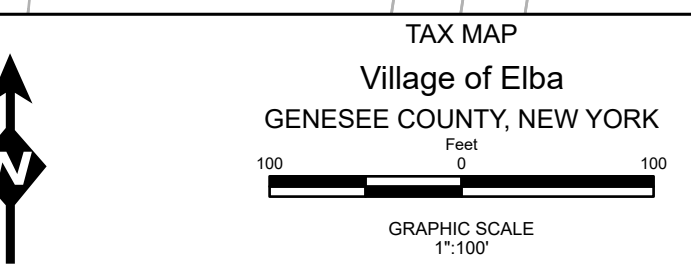 TAX MAP
Village of Elba
GENESEE COUNTY, NEW YORK
Feet
100 0 100
GRAPHIC SCALE
1":100'
N